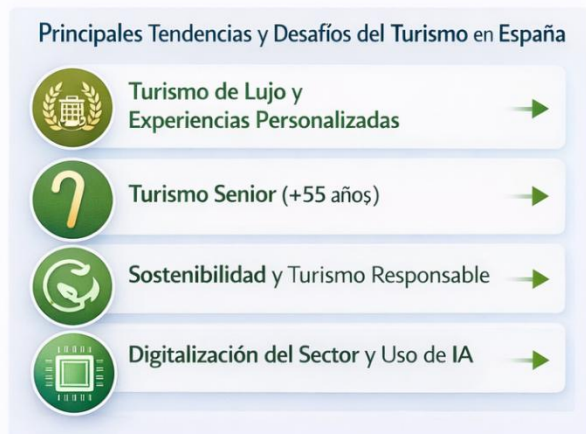 Principales Tendencias y Desafíos del Turismo en España
Turismo de Lujo y
Experiencias Personalizadas
Turismo Senior (+55 años)
Sostenibilidad y Turismo Responsable
Digitalización del Sector y Uso de IA